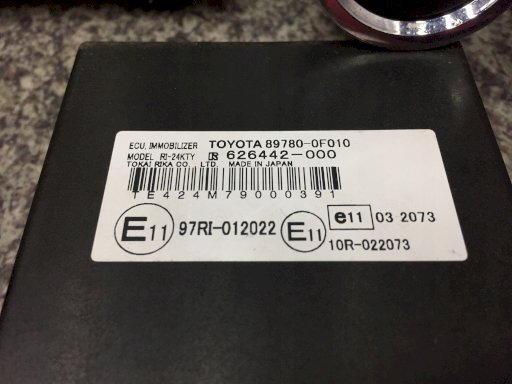 ECU, IMMOBILIZER TOYOTA 89780-0F010
MODEL RI-24KTY 626442-000
TOKAI RIKA CO., LTD. MADE IN JAPAN
TE424M79000391
E11 97RI-012022 E11 e11 03 2073
10R-022073